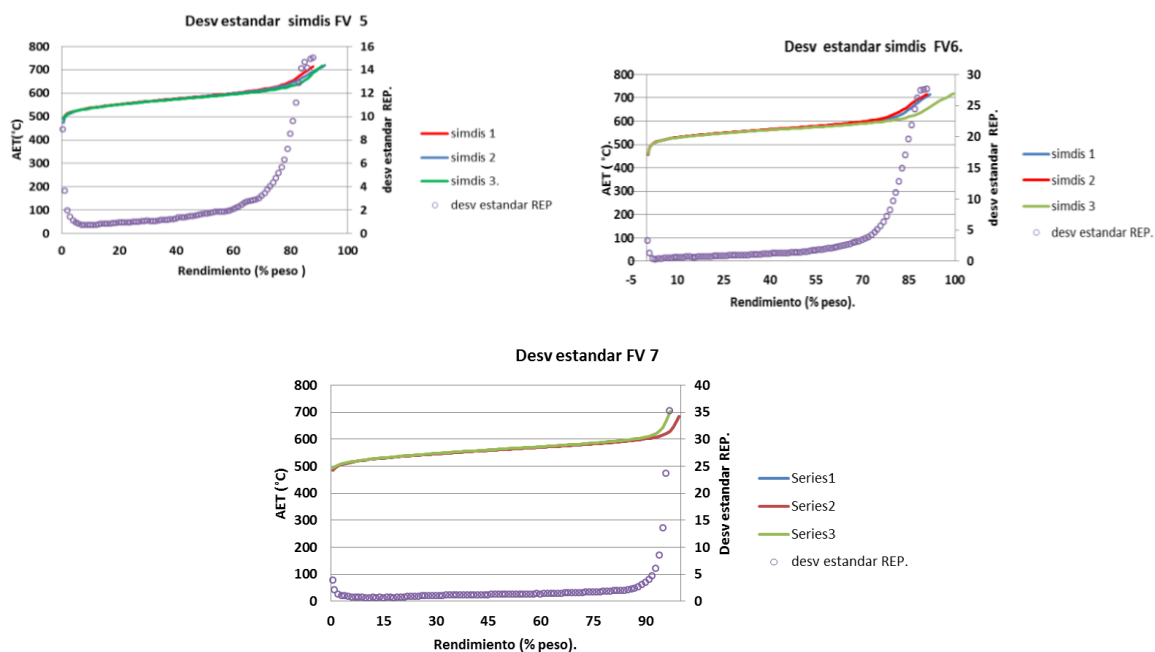 Desv estandar simdis FV 5
800
700
600
500
400
300
200
100
0
AET(°C)
16
14
12
10
8
6
4
2
0
desv estandar REP.
0 20 40 60 80 100
Rendimiento (% peso )
simdis 1
simdis 2
simdis 3.
desv estandar REP
Desv estandar simdis FV6.
800
700
600
500
400
300
200
100
0
AET (°C).
30
25
20
15
10
5
0
desv estandar REP.
-5 10 25 40 55 70 85 100
Rendimiento (% peso).
simdis 1
simdis 2
simdis 3
desv estandar REP.
Desv estandar FV 7
800
700
600
500
400
300
200
100
0
AET (°C)
40
35
30
25
20
15
10
5
0
Desv estandar REP.
0 15 30 45 60 75 90
Rendimiento (% peso).
Series1
Series2
Series3
desv estandar REP.